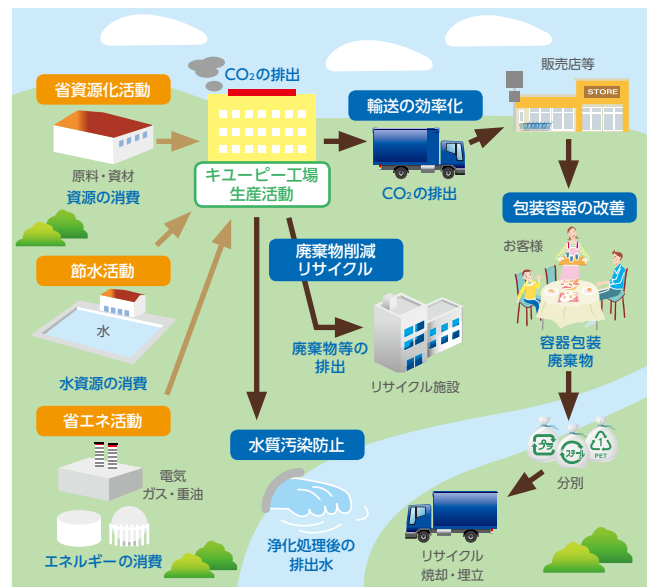 省資源化活動
原料・資材
資源の消費
CO₂の排出
キユーピー工場
生産活動
輸送の効率化
CO₂の排出
販売店等
STORE
包装容器の改善
お客様
容器包装
廃棄物
節水活動
水
水資源の消費
廃棄物削減
リサイクル
廃棄物等の
排出
リサイクル施設
省エネ活動
電気
ガス・重油
エネルギーの消費
水質汚染防止
浄化処理後の
排出水
プラ
スチール
1
PET
分別
リサイクル
焼却・埋立